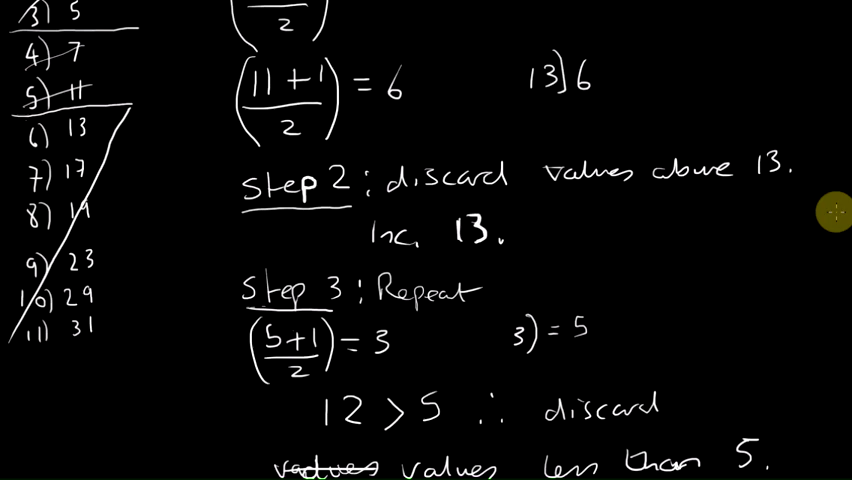 3) 5
4) 7
5) 11
6) 13
7) 17
8) 19
9) 23
10) 29
11) 31
2
(11 + 1 / 2) = 6 13) 6
Step 2 : discard values above 13.
Inc. 13.
Step 3 : Repeat
(5+1 / 2) = 3 3) = 5
12 > 5 ∴ discard
values values less than 5.